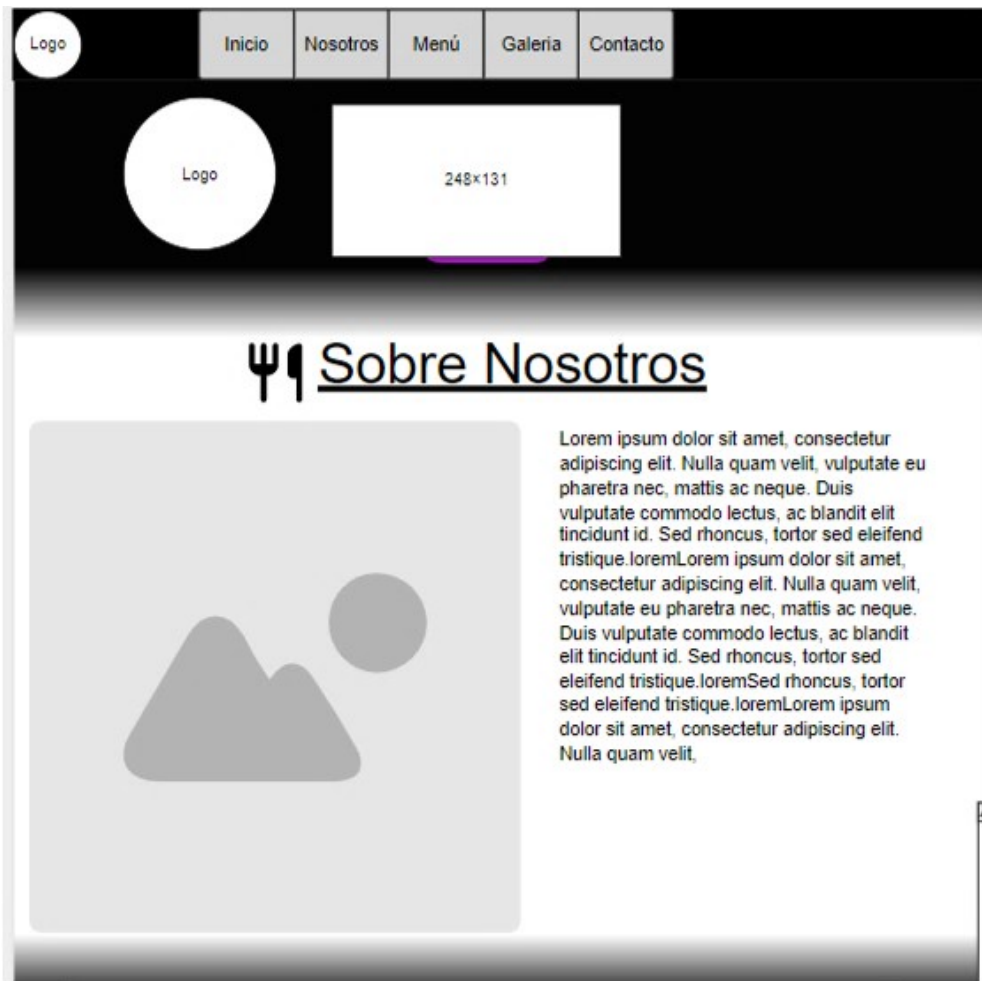 Logo
Inicio Nosotros Menú Galeria Contacto
Logo
248×131
Sobre Nosotros
Lorem ipsum dolor sit amet, consectetur
adipiscing elit. Nulla quam velit, vulputate eu
pharetra nec, mattis ac neque. Duis
vulputate commodo lectus, ac blandit elit
tincidunt id. Sed rhoncus, tortor sed eleifend
tristique.loremLorem ipsum dolor sit amet,
consectetur adipiscing elit. Nulla quam velit,
vulputate eu pharetra nec, mattis ac neque.
Duis vulputate commodo lectus, ac blandit
elit tincidunt id. Sed rhoncus, tortor sed
eleifend tristique.loremSed rhoncus, tortor
sed eleifend tristique.loremLorem ipsum
dolor sit amet, consectetur adipiscing elit.
Nulla quam velit,